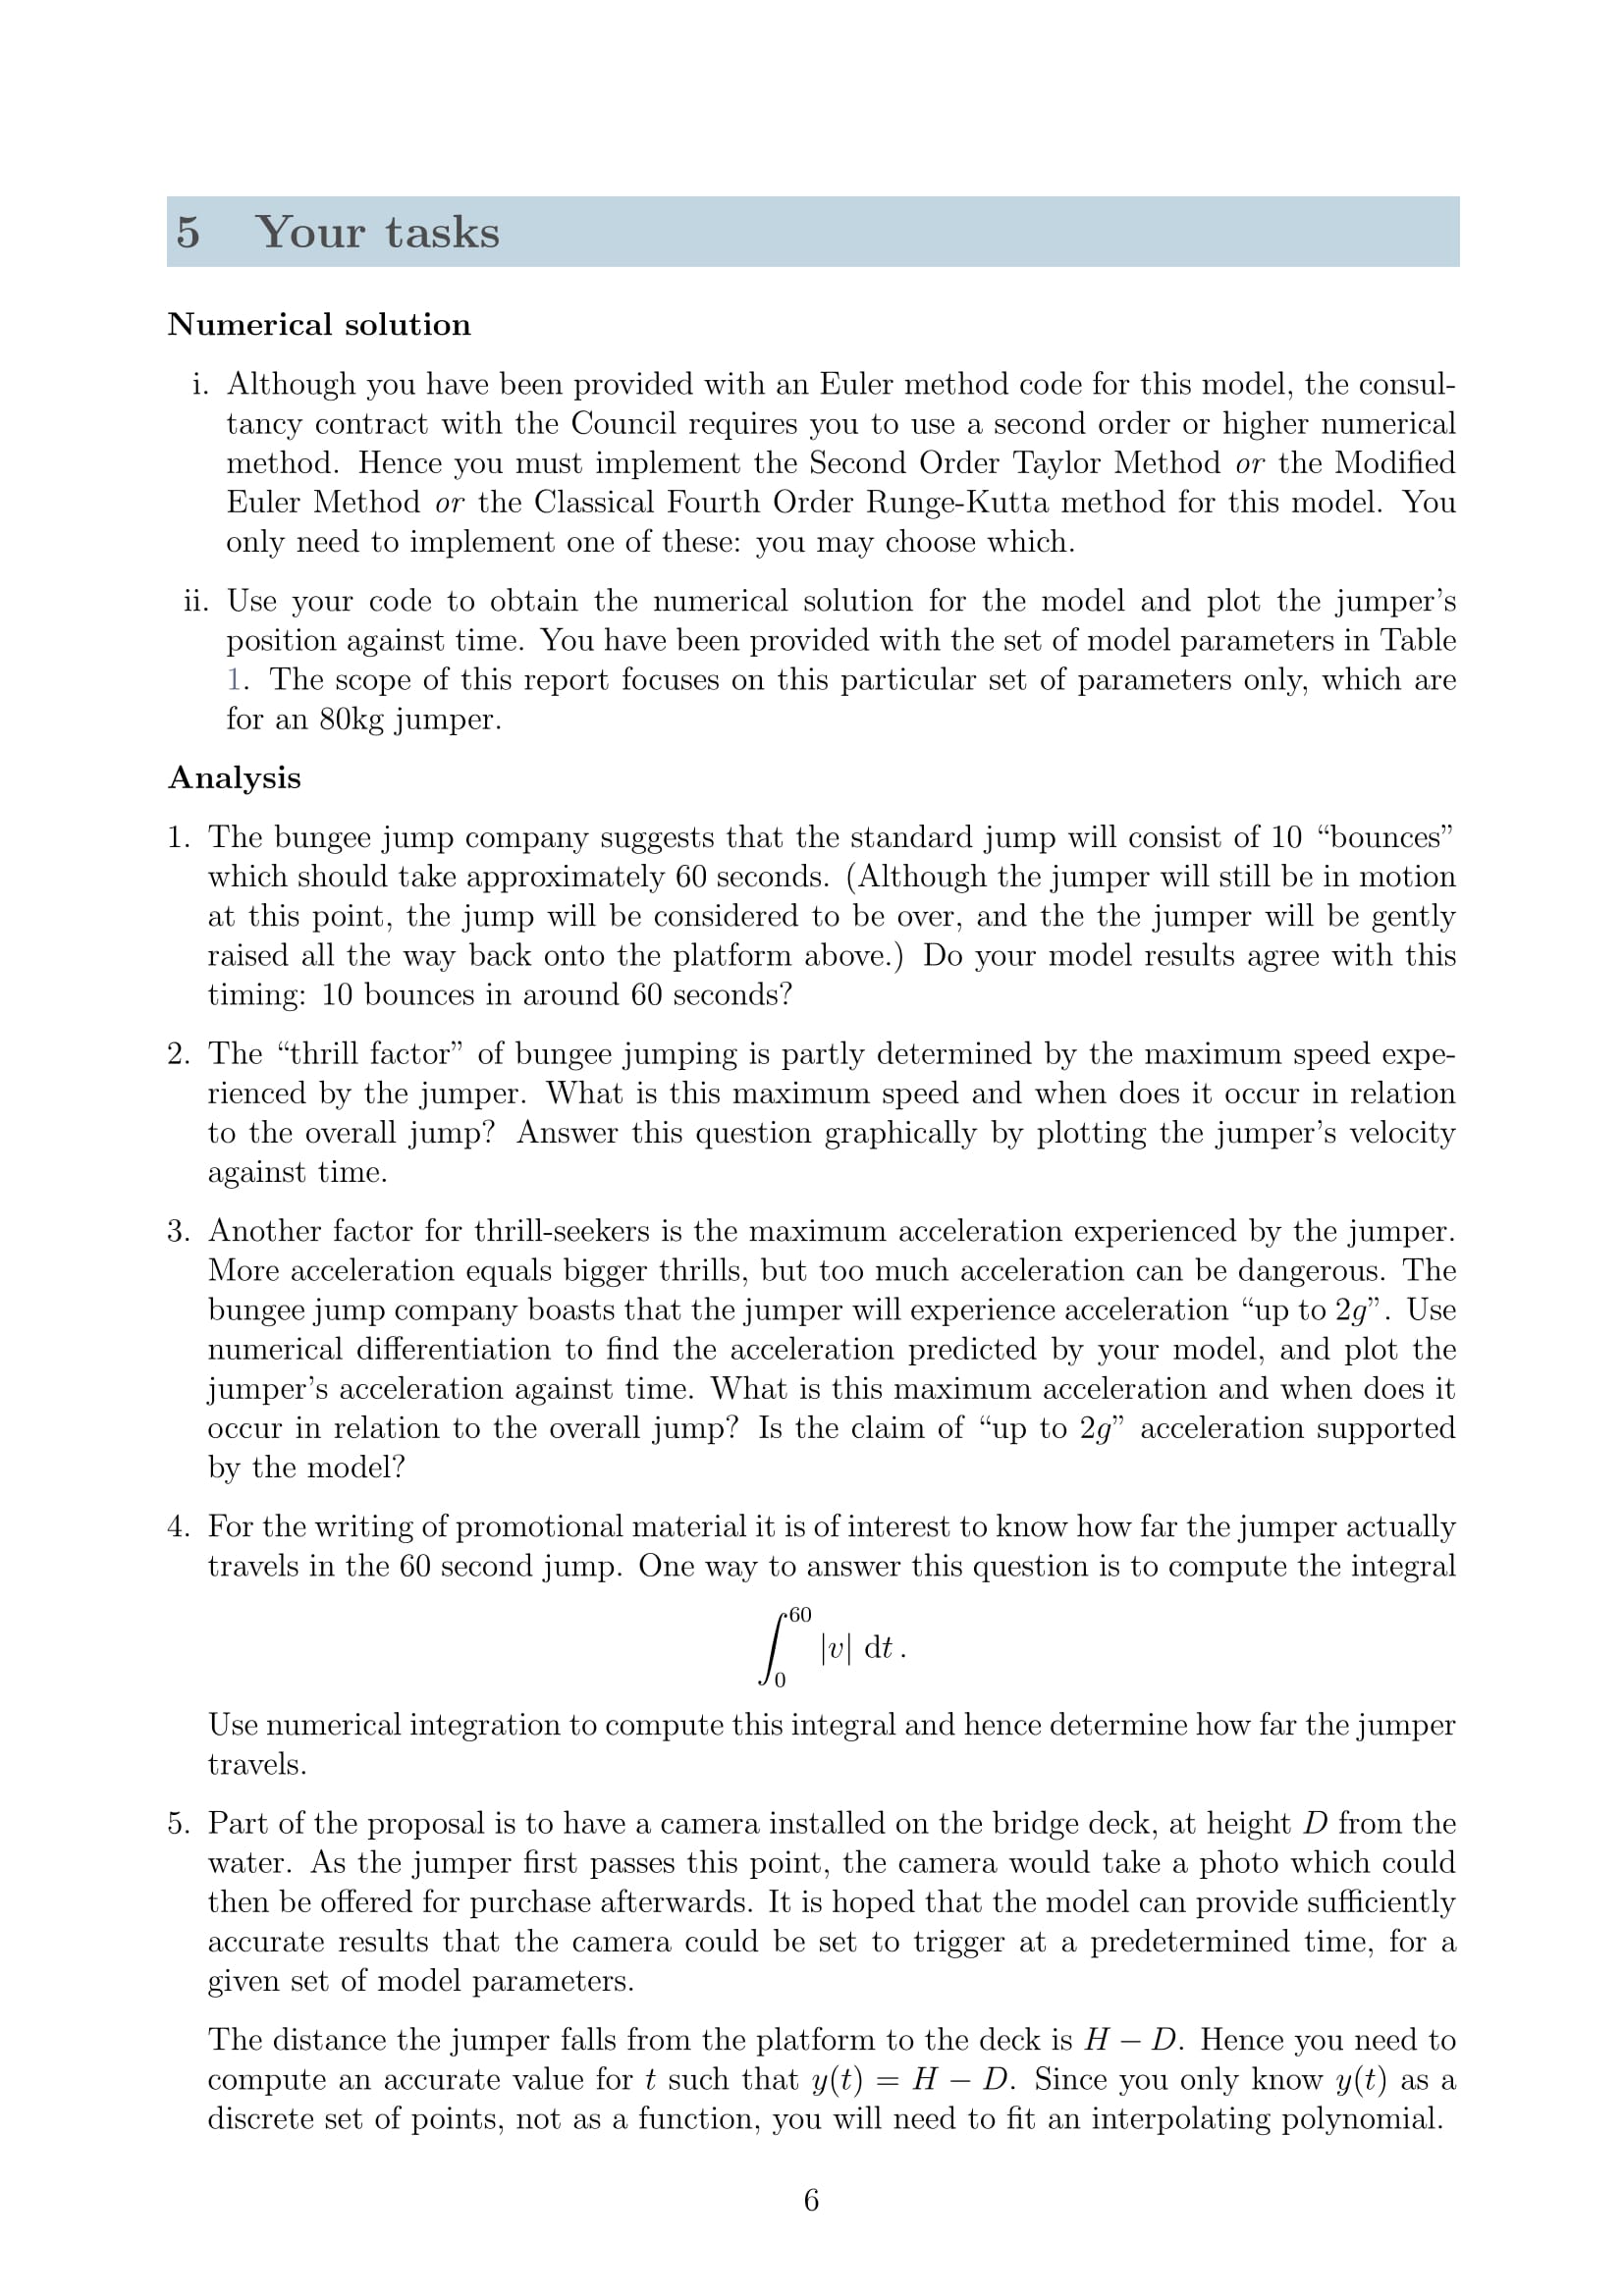 5 Your tasks
Numerical solution
i. Although you have been provided with an Euler method code for this model, the consul-
tancy contract with the Council requires you to use a second order or higher numerical
method. Hence you must implement the Second Order Taylor Method or the Modified
Euler Method or the Classical Fourth Order Runge-Kutta method for this model. You
only need to implement one of these: you may choose which.
ii. Use your code to obtain the numerical solution for the model and plot the jumper's
position against time. You have been provided with the set of model parameters in Table
1. The scope of this report focuses on this particular set of parameters only, which are
for an 80kg jumper.
Analysis
1. The bungee jump company suggests that the standard jump will consist of 10 “bounces”
which should take approximately 60 seconds. (Although the jumper will still be in motion
at this point, the jump will be considered to be over, and the the jumper will be gently
raised all the way back onto the platform above.) Do your model results agree with this
timing: 10 bounces in around 60 seconds?
2. The “thrill factor” of bungee jumping is partly determined by the maximum speed expe-
rienced by the jumper. What is this maximum speed and when does it occur in relation
to the overall jump? Answer this question graphically by plotting the jumper's velocity
against time.
3. Another factor for thrill-seekers is the maximum acceleration experienced by the jumper.
More acceleration equals bigger thrills, but too much acceleration can be dangerous. The
bungee jump company boasts that the jumper will experience acceleration “up to 2g”. Use
numerical differentiation to find the acceleration predicted by your model, and plot the
jumper's acceleration against time. What is this maximum acceleration and when does it
occur in relation to the overall jump? Is the claim of “up to 2g” acceleration supported
by the model?
4. For the writing of promotional material it is of interest to know how far the jumper actually
travels in the 60 second jump. One way to answer this question is to compute the integral
∫₀⁶⁰ |v| dt .
Use numerical integration to compute this integral and hence determine how far the jumper
travels.
5. Part of the proposal is to have a camera installed on the bridge deck, at height D from the
water. As the jumper first passes this point, the camera would take a photo which could
then be offered for purchase afterwards. It is hoped that the model can provide sufficiently
accurate results that the camera could be set to trigger at a predetermined time, for a
given set of model parameters.
The distance the jumper falls from the platform to the deck is H − D. Hence you need to
compute an accurate value for t such that y(t) = H − D. Since you only know y(t) as a
discrete set of points, not as a function, you will need to fit an interpolating polynomial.
6